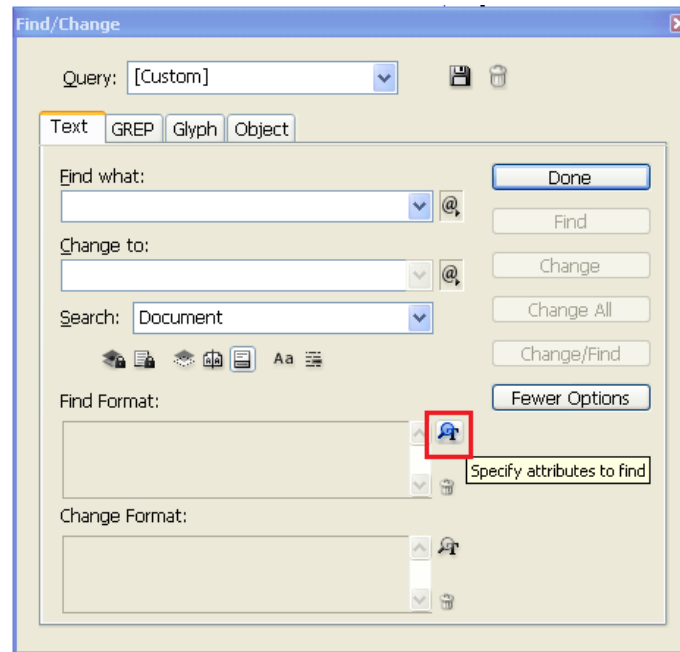 Find/Change
Query: [Custom]
Text GREP Glyph Object
Find what:
Done
Find
Change to:
Change
Search: Document
Change All
Aa
Change/Find
Find Format:
Fewer Options
Specify attributes to find
Change Format: